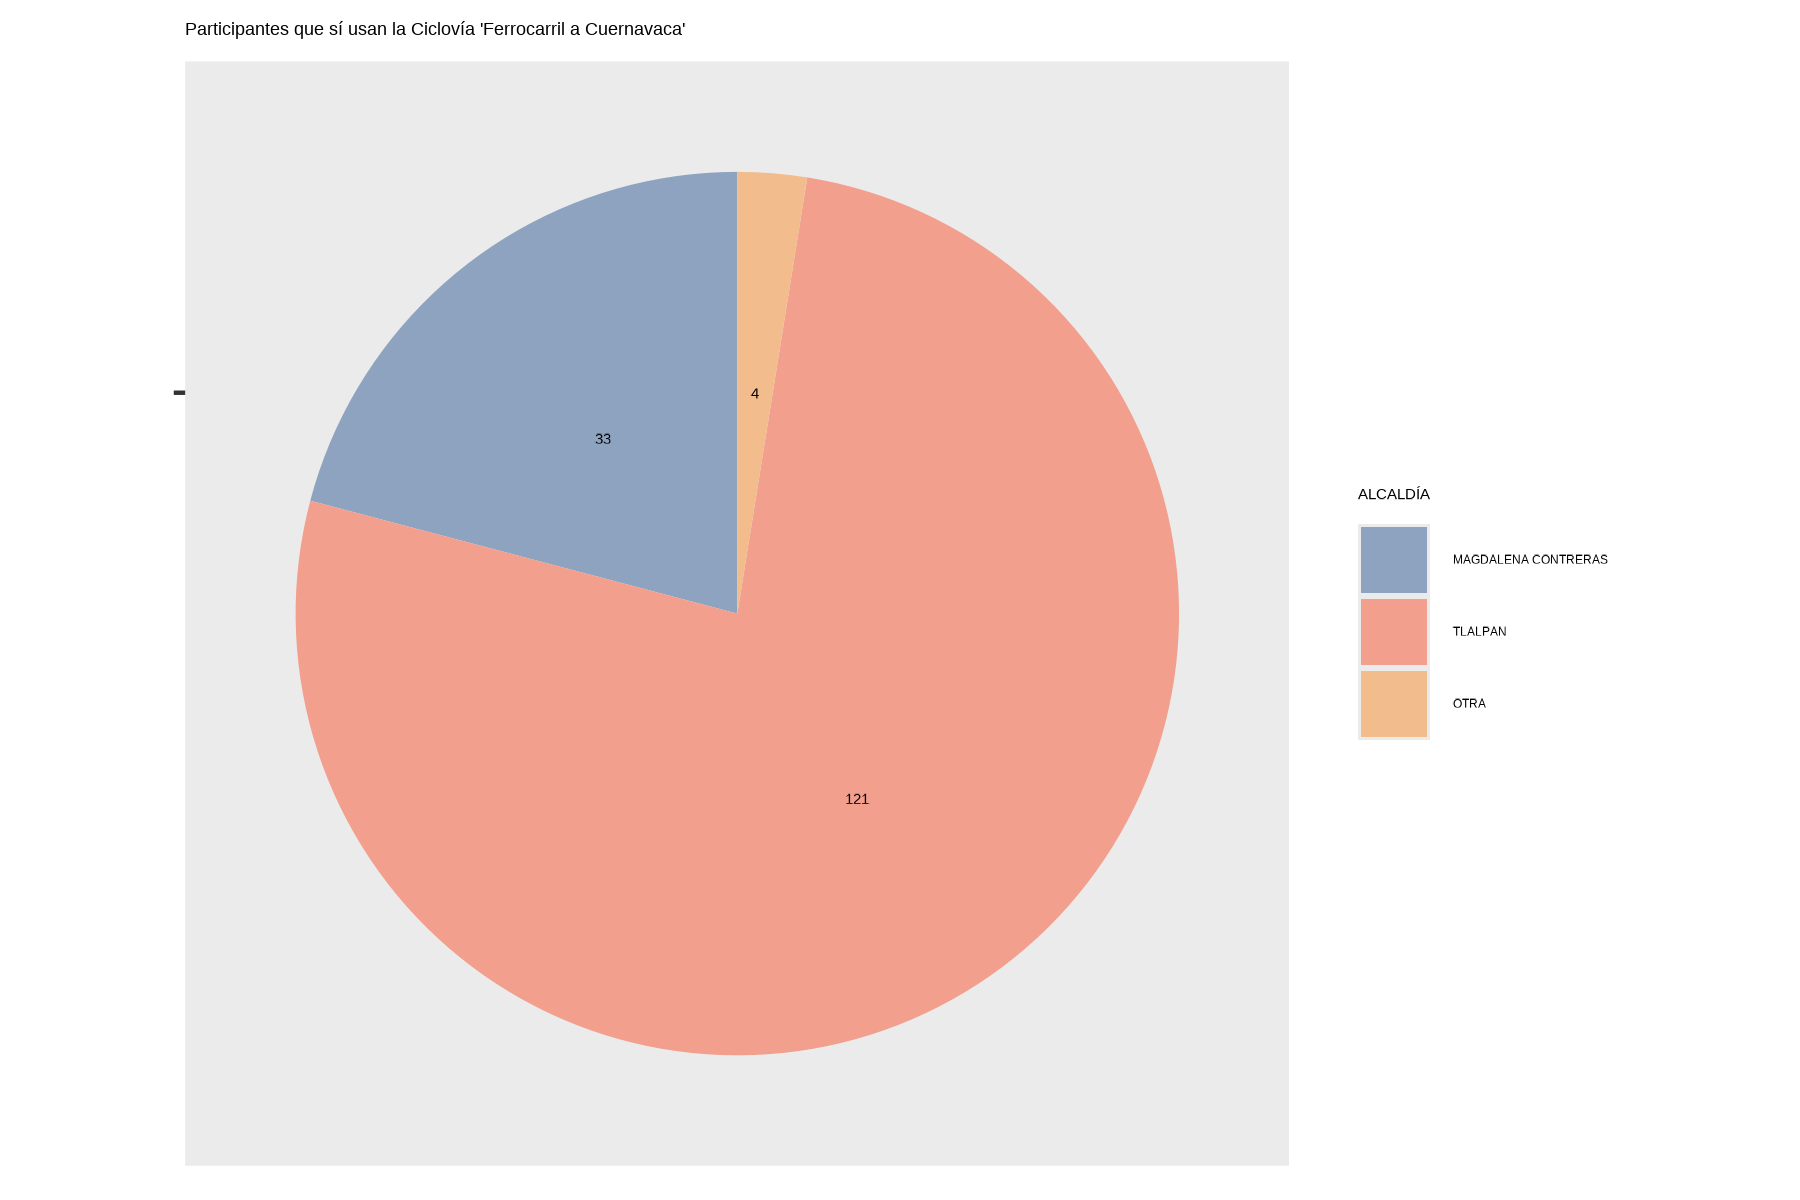 Participantes que sí usan la Ciclovía 'Ferrocarril a Cuernavaca'
4
33
121
ALCALDÍA
MAGDALENA CONTRERAS
TLALPAN
OTRA